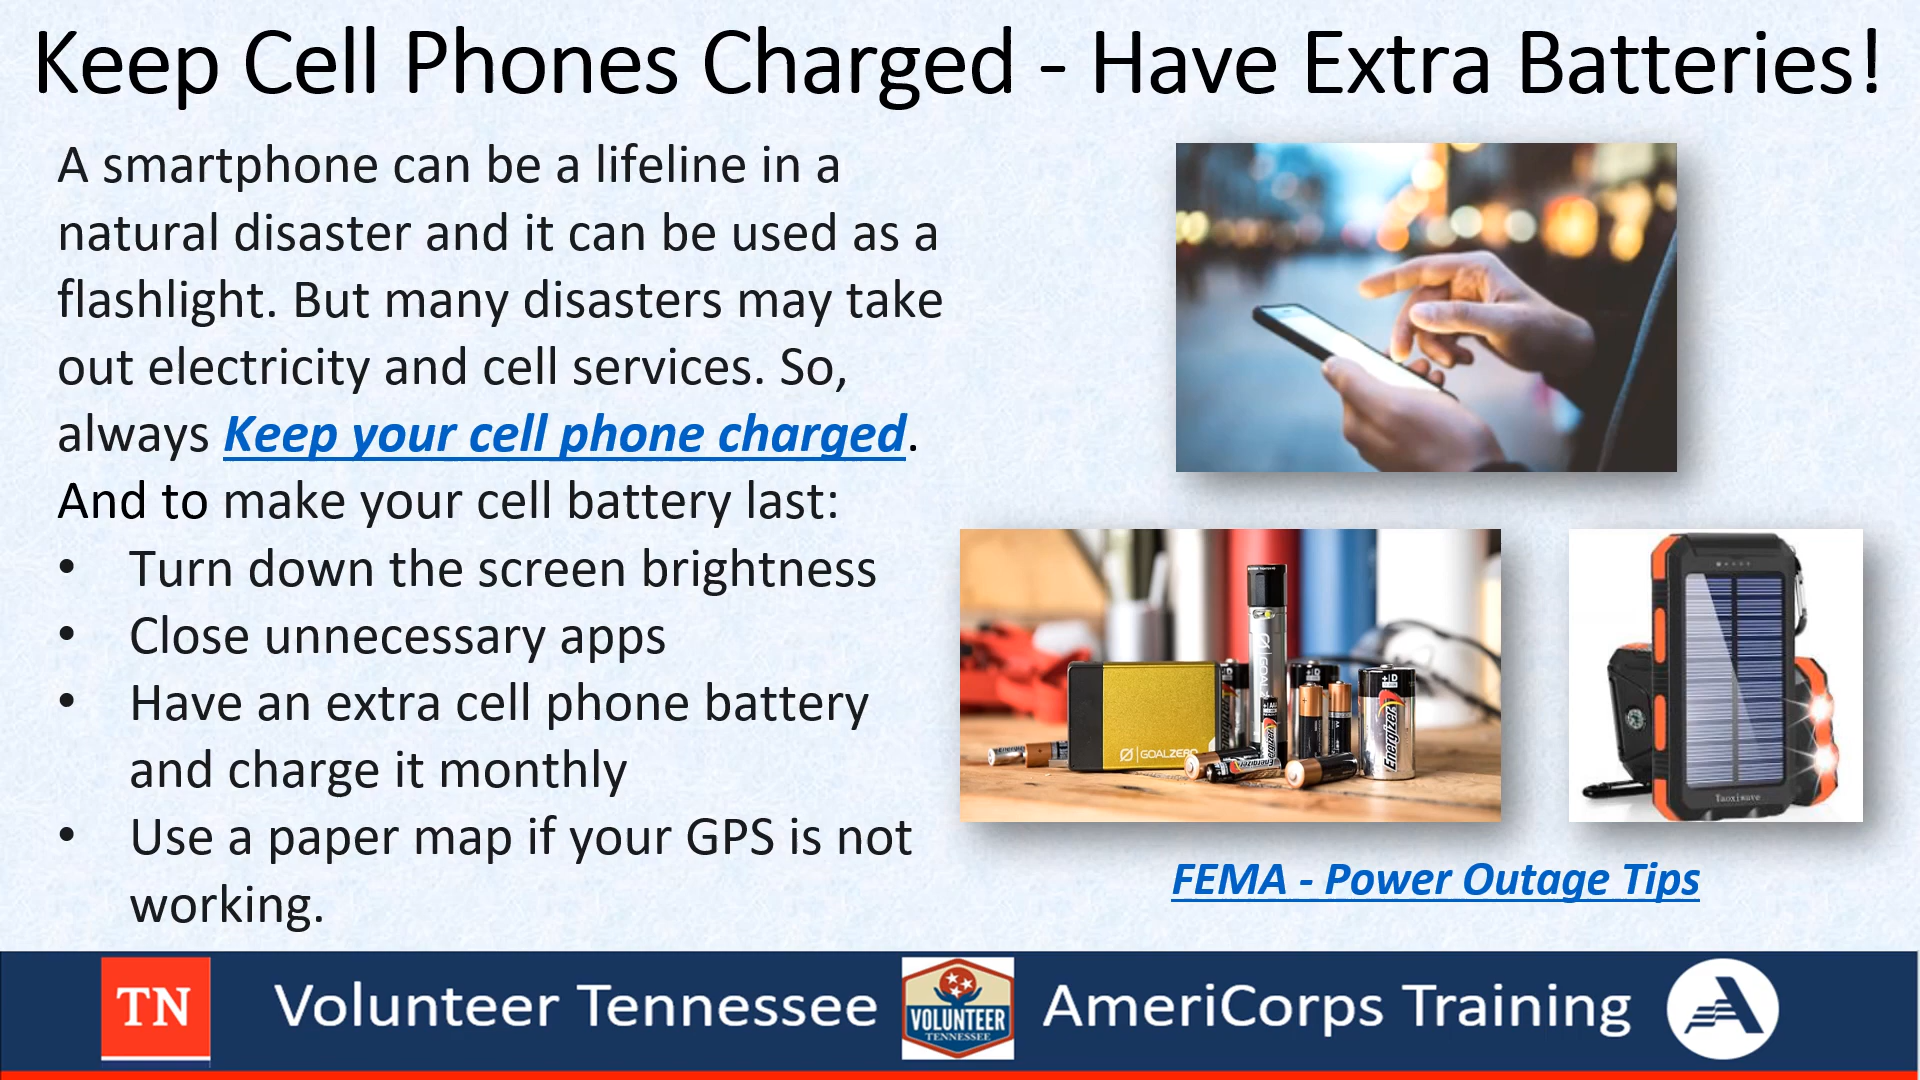 Keep Cell Phones Charged - Have Extra Batteries!
A smartphone can be a lifeline in a
natural disaster and it can be used as a
flashlight. But many disasters may take
out electricity and cell services. So,
always Keep your cell phone charged.
And to make your cell battery last:
• Turn down the screen brightness
• Close unnecessary apps
• Have an extra cell phone battery
and charge it monthly
• Use a paper map if your GPS is not
working.
GOAL
+|D
Energizer
GOALZERO
Energizer
Taoxiwave
FEMA - Power Outage Tips
TN
Volunteer Tennessee
VOLUNTEER
TENNESSEE
AmeriCorps Training